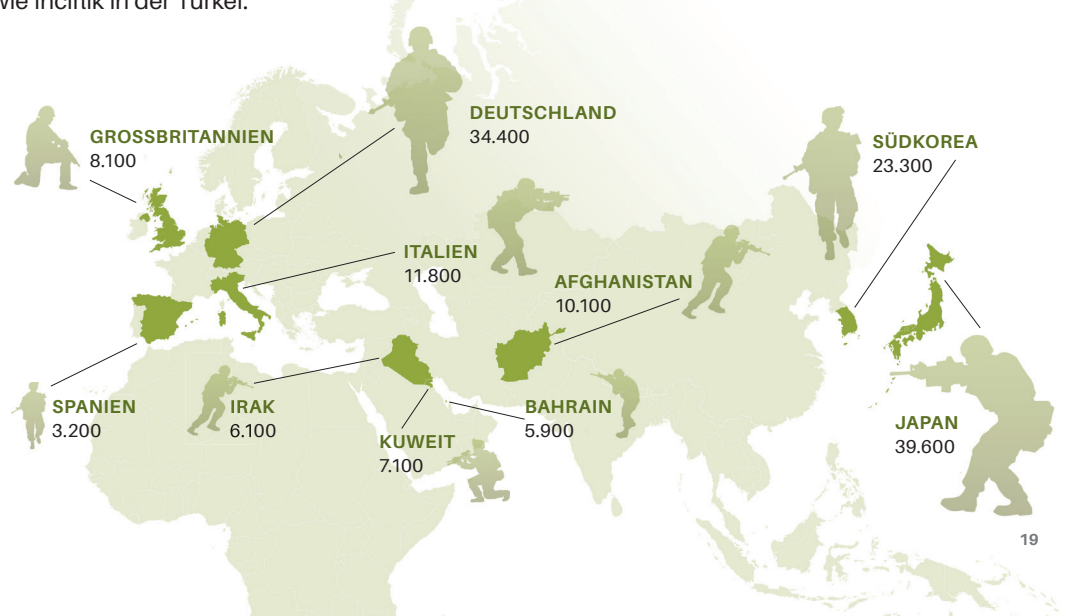 wie Incirlik in der Türkei.
DEUTSCHLAND
34.400
GROSSBRITANNIEN
8.100
SÜDKOREA
23.300
ITALIEN
11.800
AFGHANISTAN
10.100
SPANIEN
3.200
IRAK
6.100
BAHRAIN
5.900
KUWEIT
7.100
JAPAN
39.600
19